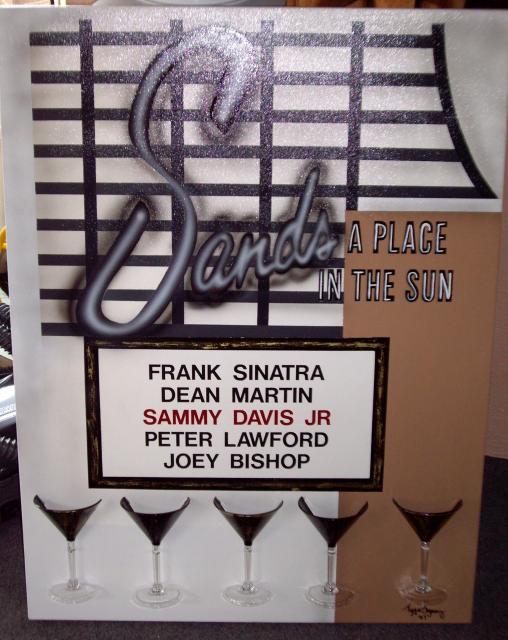 Sands
A PLACE
IN THE SUN
FRANK SINATRA
DEAN MARTIN
SAMMY DAVIS JR
PETER LAWFORD
JOEY BISHOP